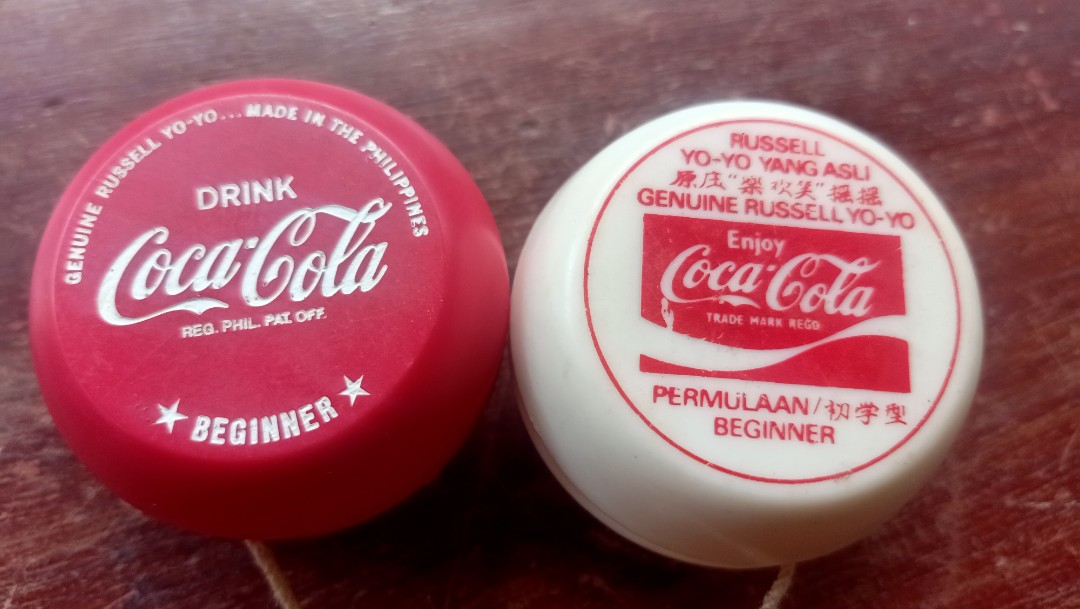 GENUINE RUSSELL YO-YO...MADE IN THE PHILIPPINES
DRINK
Coca-Cola
REG. PHIL. PAT. OFF.
BEGINNER
RUSSELL
YO-YO YANG ASLI
原庄"樂欢笑"摇摇
GENUINE RUSSELL YO-YO
Enjoy
Coca-Cola
TRADE MARK REGD
PERMULAAN/初学型
BEGINNER